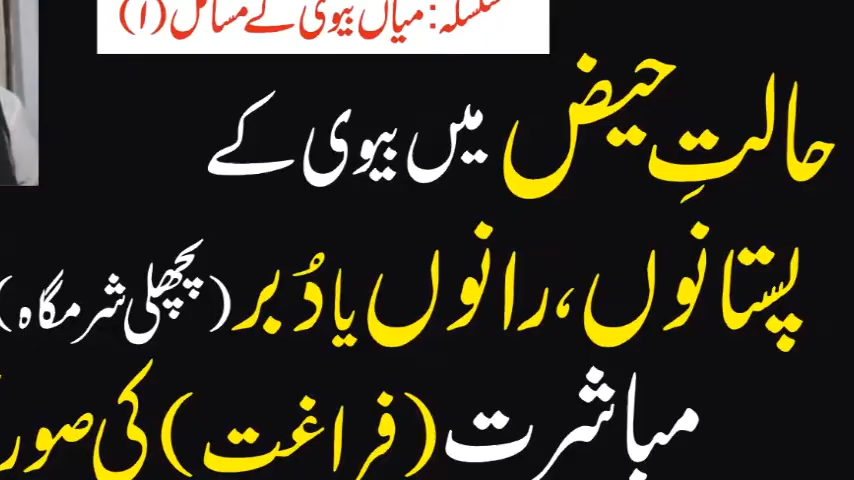 سلسلہ: میاں بیوی کے مسائل (۱)
حالتِ حیض میں بیوی کے
پستانوں، رانوں یا دُبر (پچھلی شرمگاہ)
مباشرت (فراغت) کی